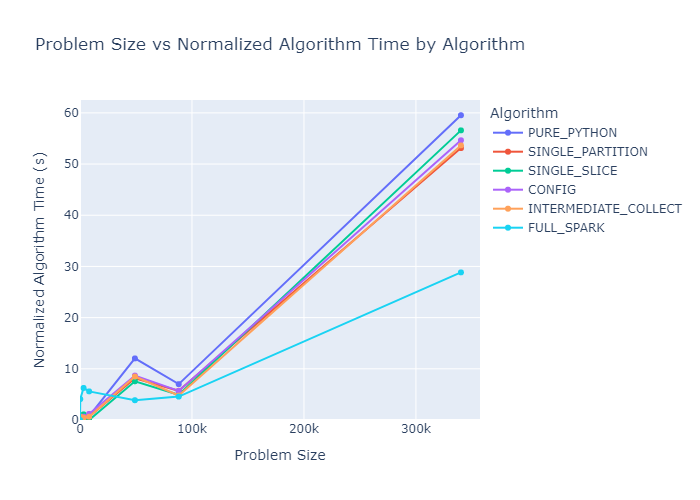 Problem Size vs Normalized Algorithm Time by Algorithm
Algorithm
PURE_PYTHON
SINGLE_PARTITION
SINGLE_SLICE
CONFIG
INTERMEDIATE_COLLECT
FULL_SPARK
Normalized Algorithm Time (s)
60
50
40
30
20
10
0
0
100k
200k
300k
Problem Size